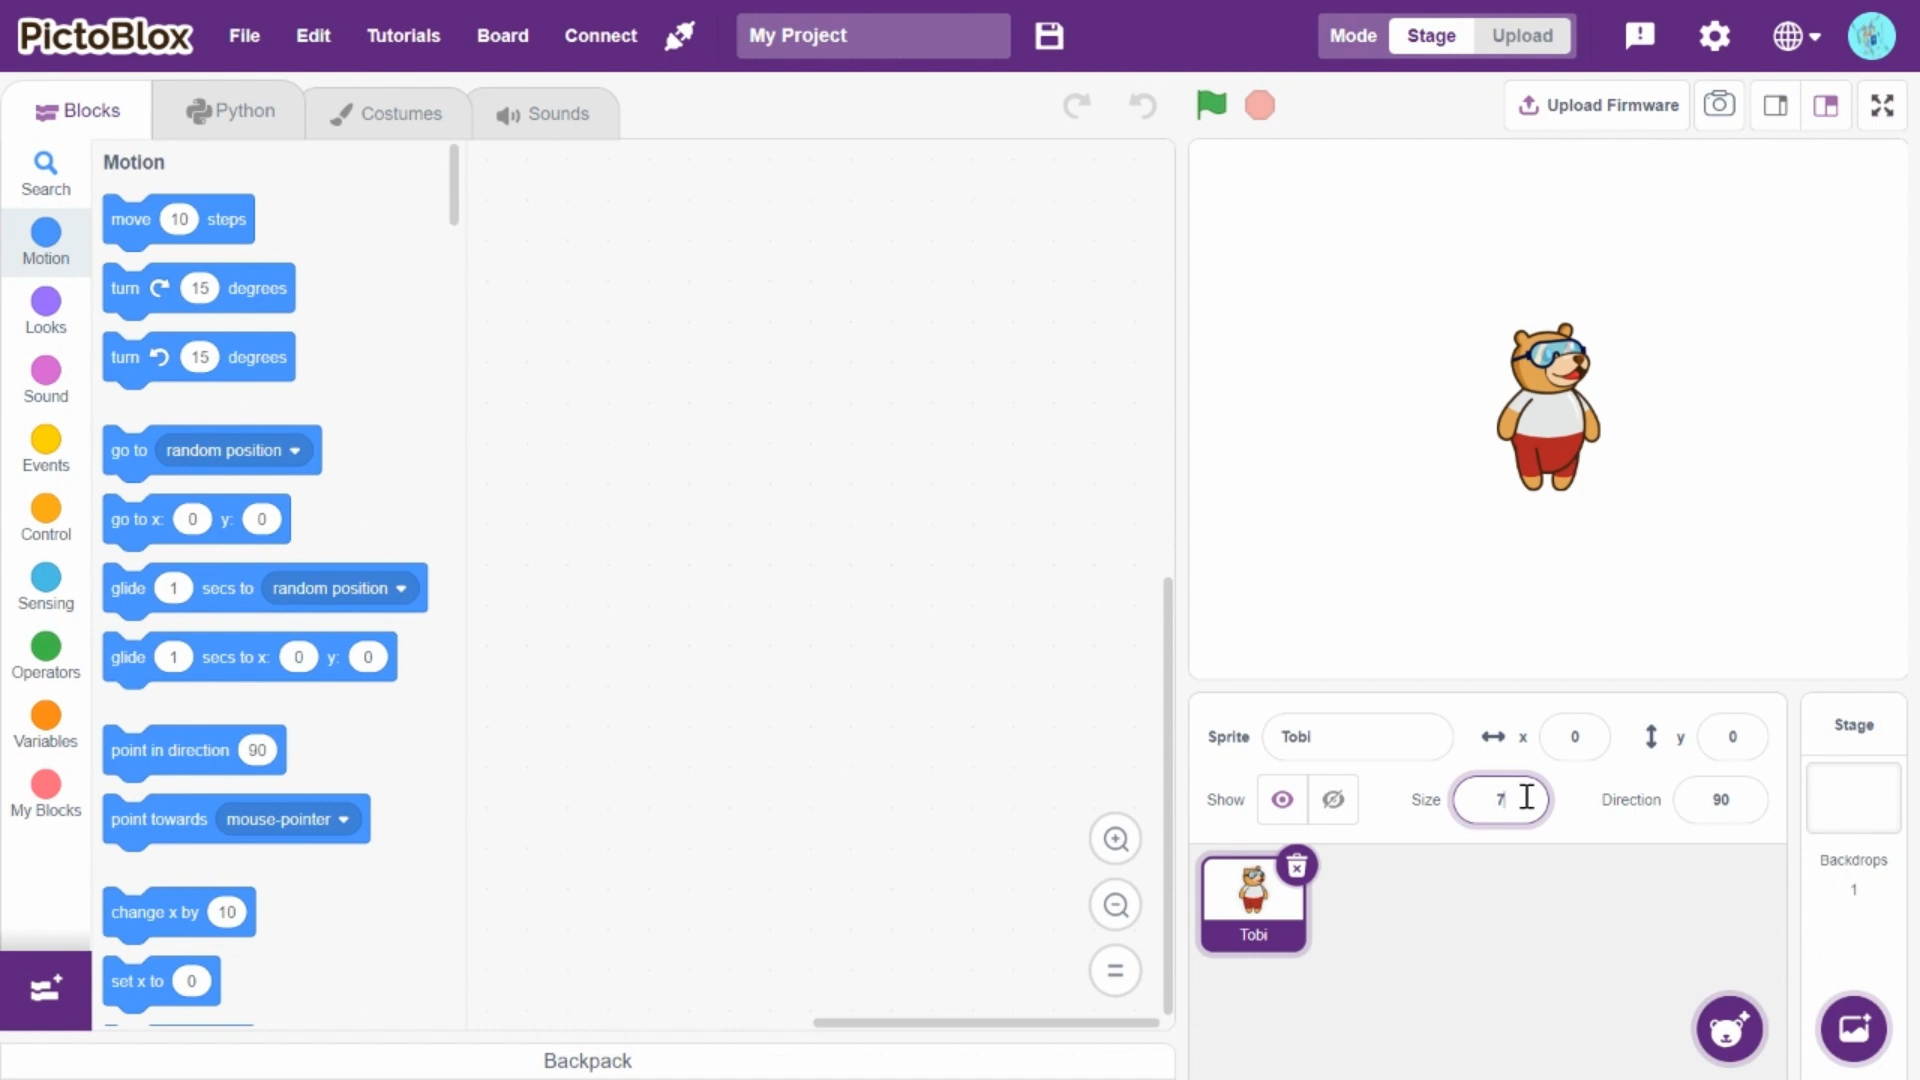 PictoBlox File Edit Tutorials Board Connect My Project Mode Stage Upload
Blocks Python Costumes Sounds Upload Firmware
Search
Motion
Looks
Sound
Events
Control
Sensing
Operators
Variables
My Blocks
Motion
move 10 steps
turn 15 degrees
turn 15 degrees
go to random position
go to x: 0 y: 0
glide 1 secs to random position
glide 1 secs to x: 0 y: 0
point in direction 90
point towards mouse-pointer
change x by 10
set x to 0
Backpack
Sprite Tobi x 0 y 0
Show Size 7 Direction 90
Tobi
Stage
Backdrops
1